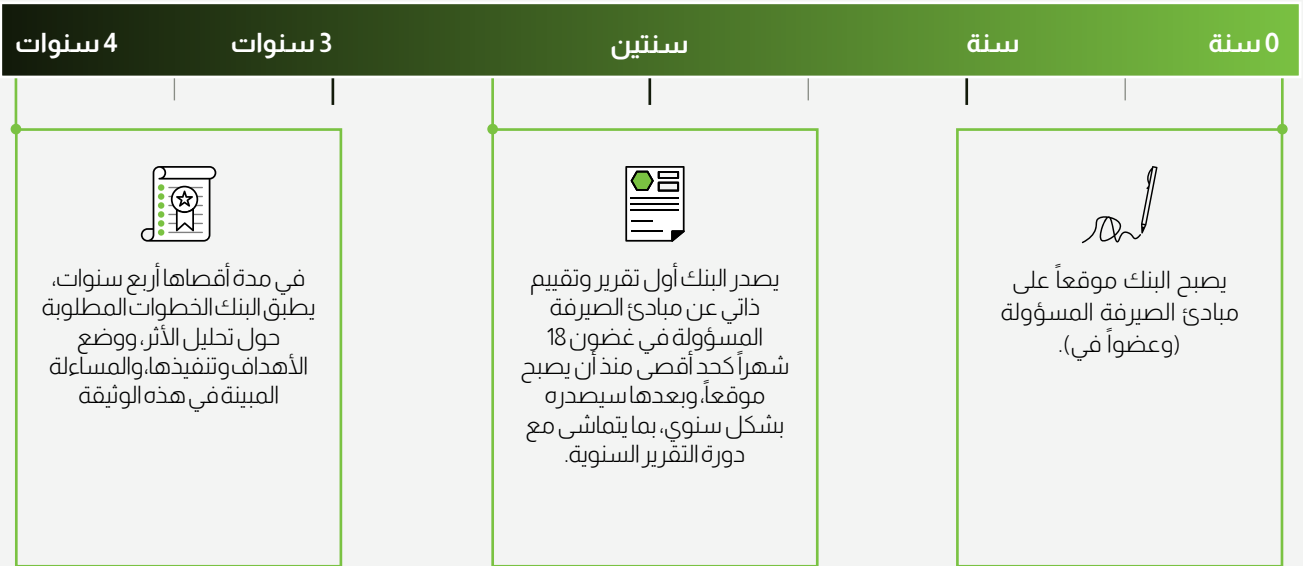 0 سنة
سنة
سنتين
3 سنوات
4 سنوات
يصبح البنك موقعاً على
مبادئ الصيرفة المسؤولة
(وعضواً في).
يصدر البنك أول تقرير وتقييم
ذاتي عن مبادئ الصيرفة
المسؤولة في غضون 18
شهراً كحد أقصى منذ أن يصبح
موقعاً، وبعدها سيصدره
بشكل سنوي، بما يتماشى مع
دورة التقرير السنوية.
في مدة أقصاها أربع سنوات،
يطبق البنك الخطوات المطلوبة
حول تحليل الأثر، ووضع
الأهداف وتنفيذها، والمساءلة
المبينة في هذه الوثيقة